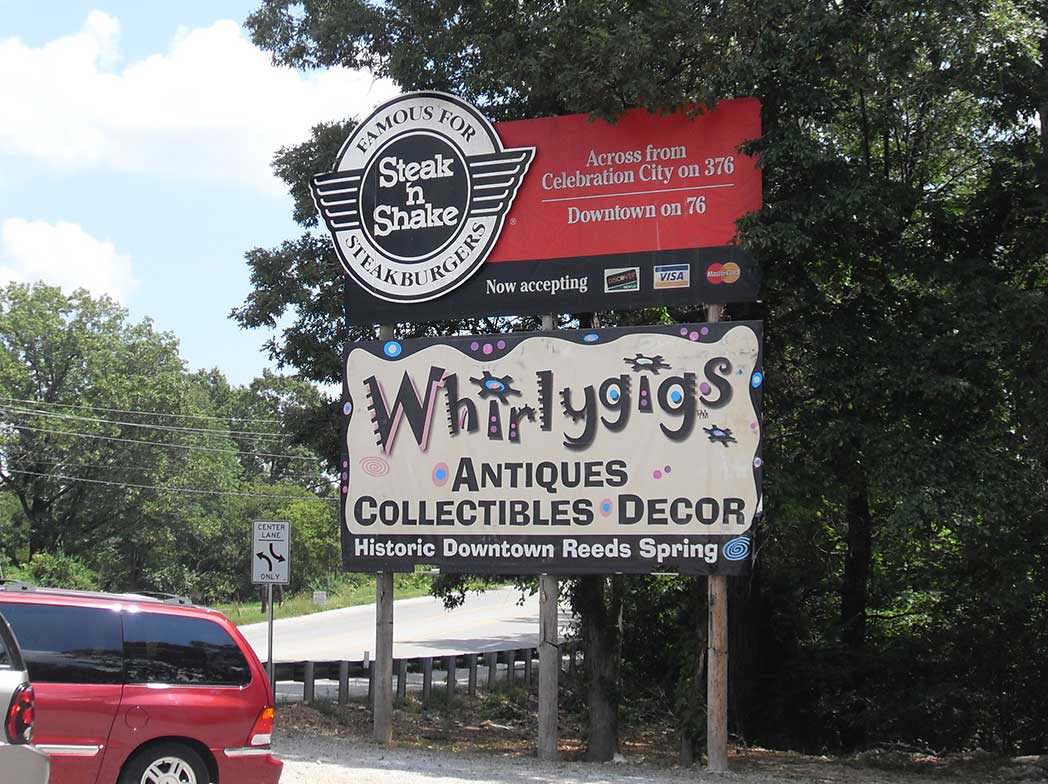 FAMOUS FOR
Steak
'n
Shake
STEAKBURGERS
®
Across from
Celebration City on 376
Downtown on 76
Now accepting DISCOVER VISA MasterCard
Whirlygigs™
ANTIQUES
COLLECTIBLES DECOR
Historic Downtown Reeds Spring
CENTER
LANE
ONLY